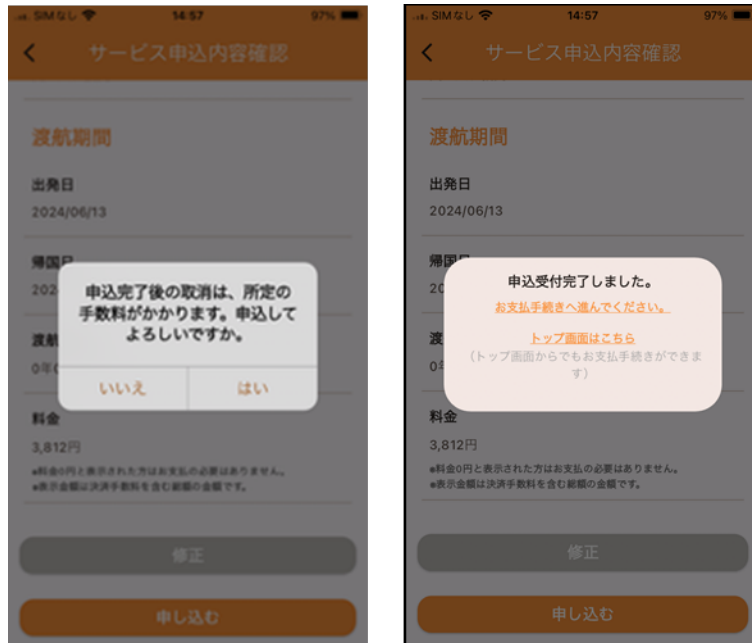 SIMなし 14:57 97%
サービス申込内容確認
渡航期間
出発日
2024/06/13
帰国日
202
申込完了後の取消は、所定の
手数料がかかります。申込して
よろしいですか。
渡航
0年
いいえ はい
料金
3,812円
●料金0円と表示された方はお支払の必要はありません。
●表示金額は決済手数料を含む総額の金額です。
修正
申し込む
SIMなし 14:57 97%
サービス申込内容確認
渡航期間
出発日
2024/06/13
帰国日
20
申込受付完了しました。
お支払手続きへ進んでください。
渡
トップ画面はこちら
0年
(トップ画面からでもお支払手続きができま
す)
料金
3,812円
●料金0円と表示された方はお支払の必要はありません。
●表示金額は決済手数料を含む総額の金額です。
修正
申し込む